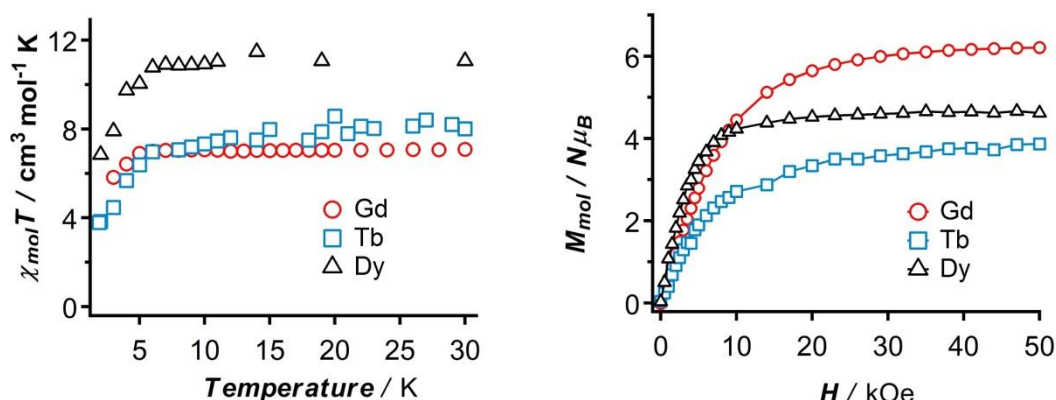 12
8
4
0
χmolT / cm³ mol⁻¹ K
Gd
Tb
Dy
5
10
15
20
25
30
Temperature / K
6
4
2
0
Mmol / NμB
Gd
Tb
Dy
0
10
20
30
40
50
H / kOe